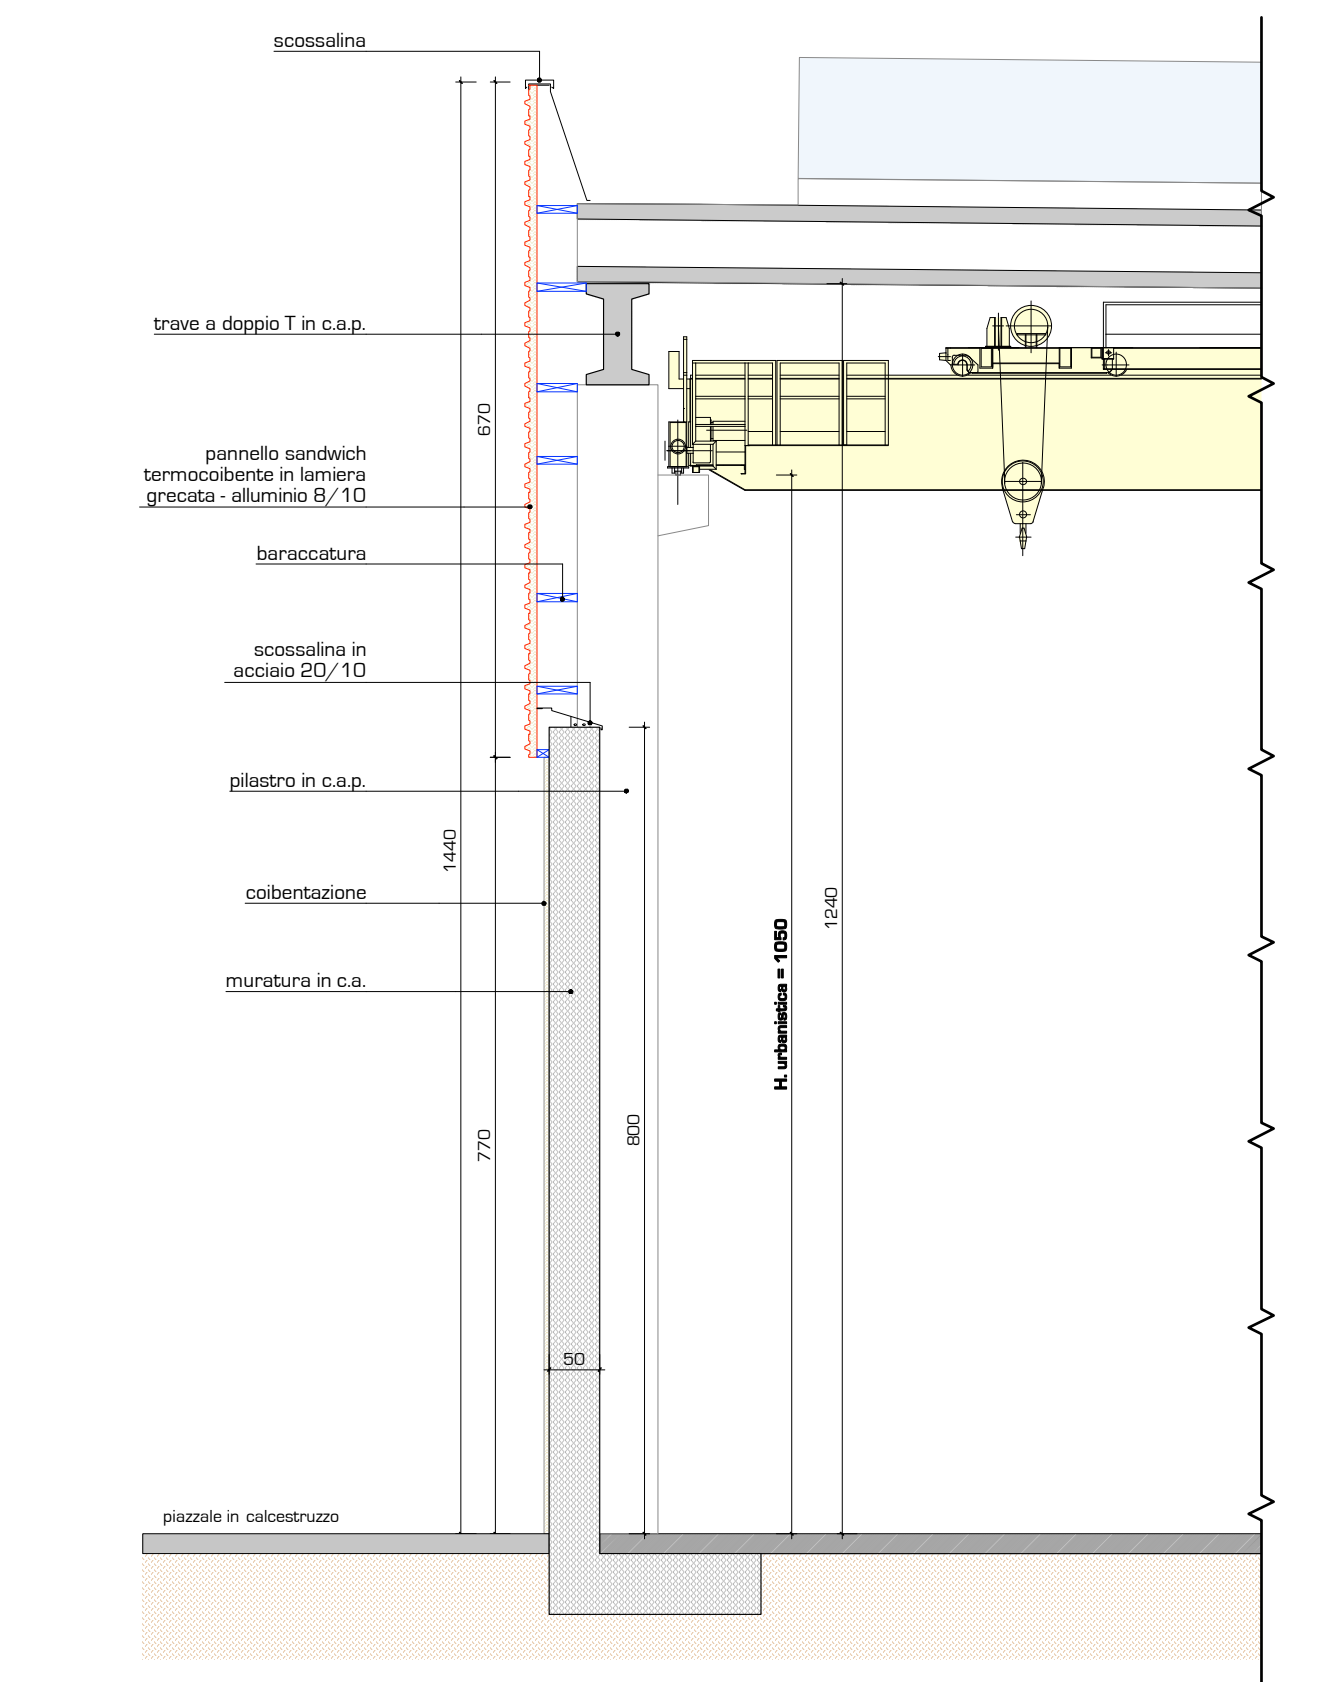 scossalina
trave a doppio T in c.a.p.
670
pannello sandwich
termocoibente in lamiera
grecata - alluminio 8/10
baraccatura
scossalina in
acciaio 20/10
pilastro in c.a.p.
1440
coibentazione
1240
H. urbanistica = 1050
muratura in c.a.
770
800
50
piazzale in calcestruzzo